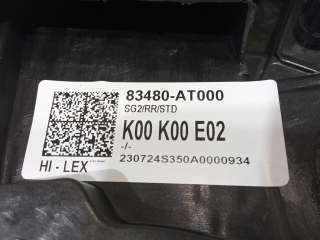 83480-AT000
SG2/RR/STD
K00 K00 E02
-/-
HI - LEX
230724S350A0000934